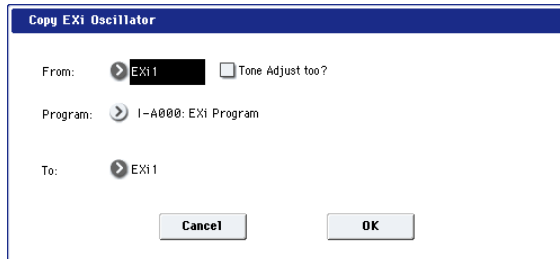 Copy EXi Oscillator
From: EXi1 Tone Adjust too?
Program: I-A000: EXi Program
To: EXi1
Cancel OK